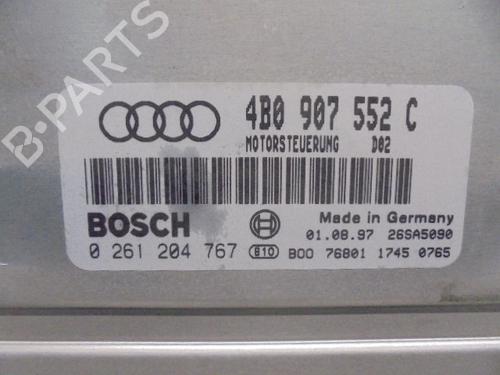 B-PARTS
4B0 907 552 C
MOTORSTEUERUNG D02
BOSCH
Made in Germany
01.08.97 26SA5090
0 261 204 767 610 B00 76801 1745 0765